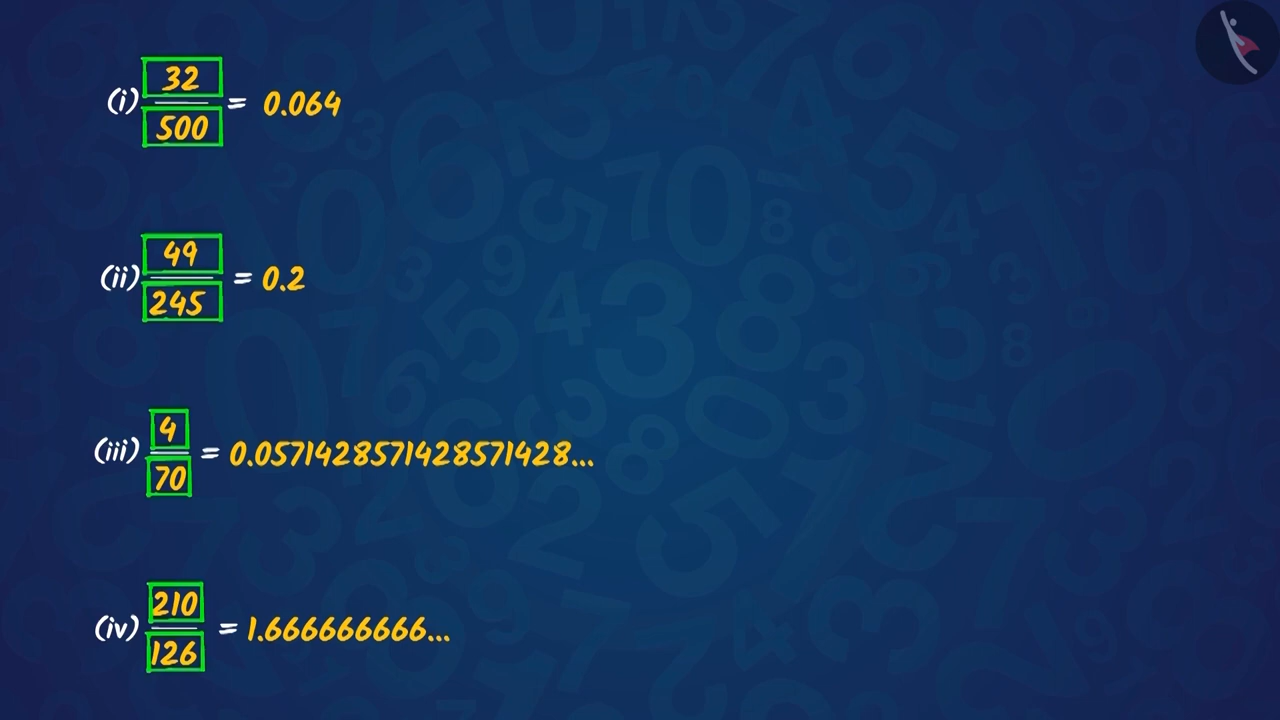 (i) 32/500 = 0.064
(ii) 49/245 = 0.2
(iii) 4/70 = 0.0571428571428571428...
(iv) 210/126 = 1.666666666...